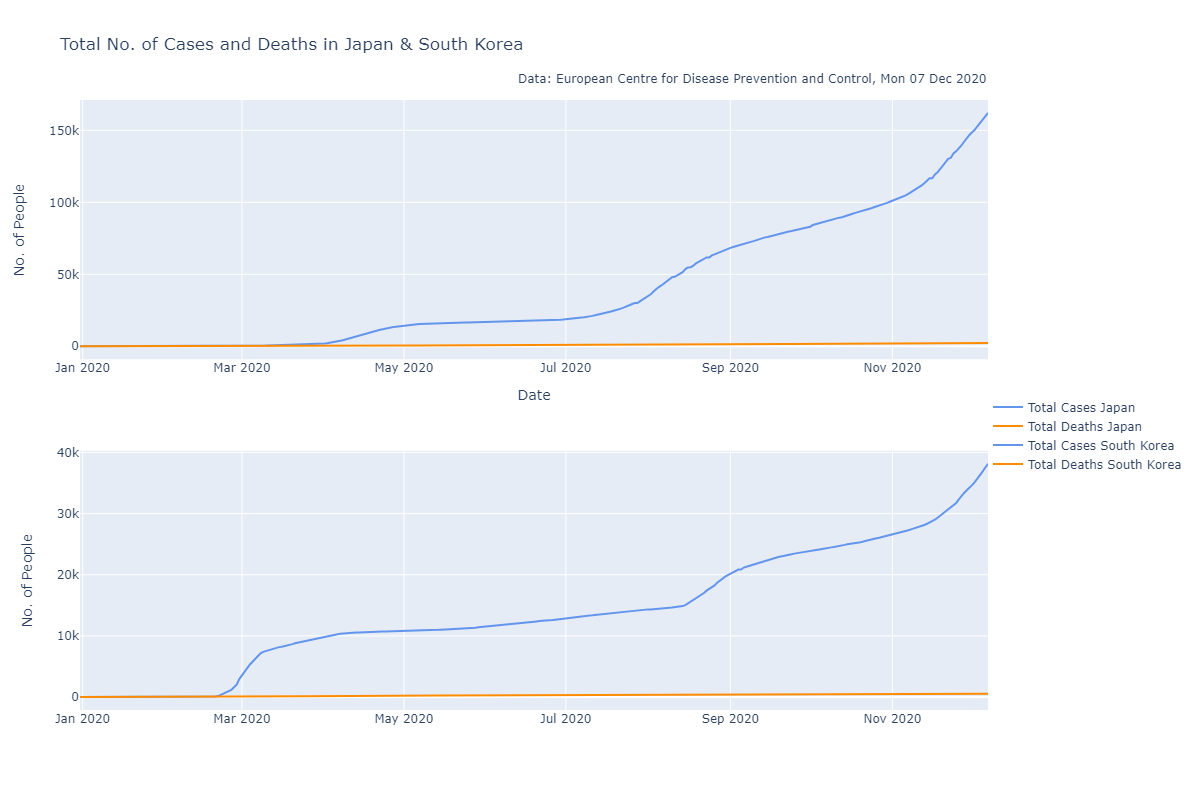 Total No. of Cases and Deaths in Japan & South Korea
Data: European Centre for Disease Prevention and Control, Mon 07 Dec 2020
No. of People
150k
100k
50k
0
Jan 2020 Mar 2020 May 2020 Jul 2020 Sep 2020 Nov 2020
Date
Total Cases Japan
Total Deaths Japan
Total Cases South Korea
Total Deaths South Korea
No. of People
40k
30k
20k
10k
0
Jan 2020 Mar 2020 May 2020 Jul 2020 Sep 2020 Nov 2020